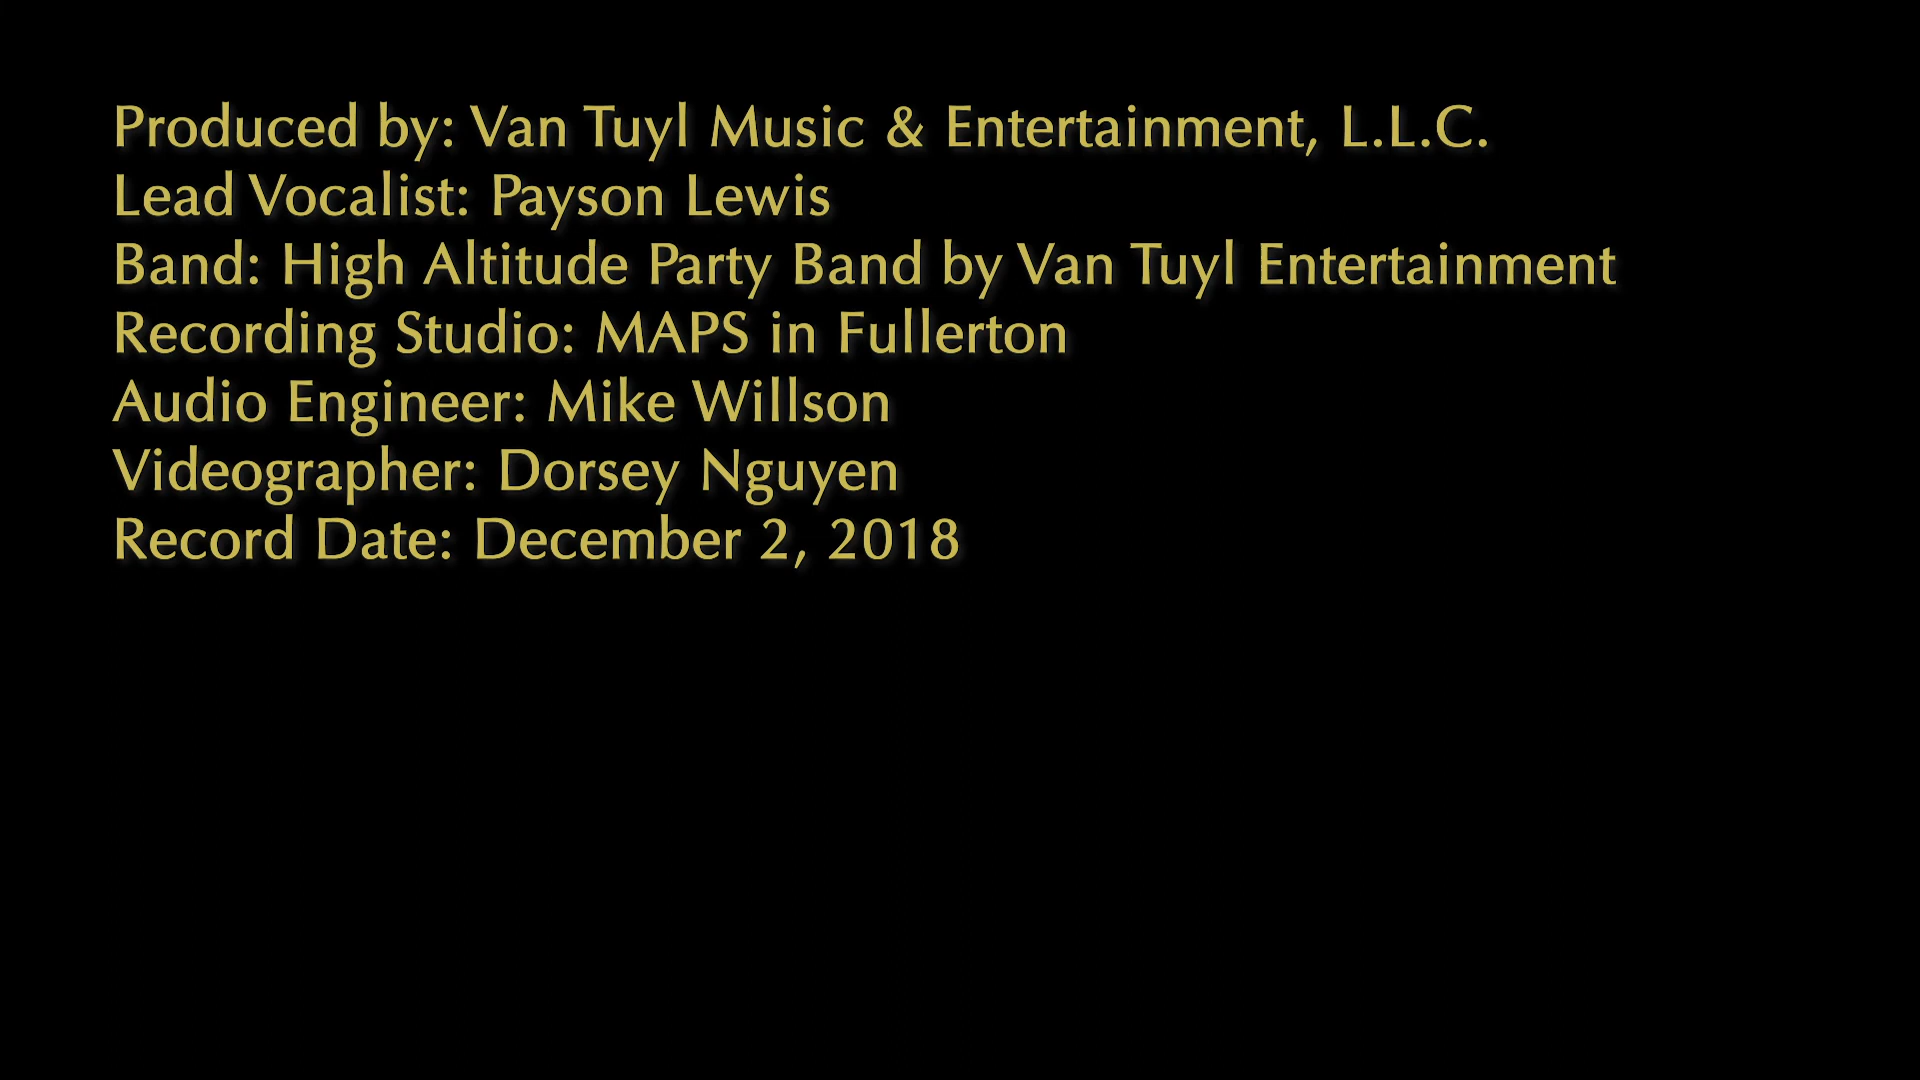 Produced by: Van Tuyl Music & Entertainment, L.L.C.
Lead Vocalist: Payson Lewis
Band: High Altitude Party Band by Van Tuyl Entertainment
Recording Studio: MAPS in Fullerton
Audio Engineer: Mike Willson
Videographer: Dorsey Nguyen
Record Date: December 2, 2018